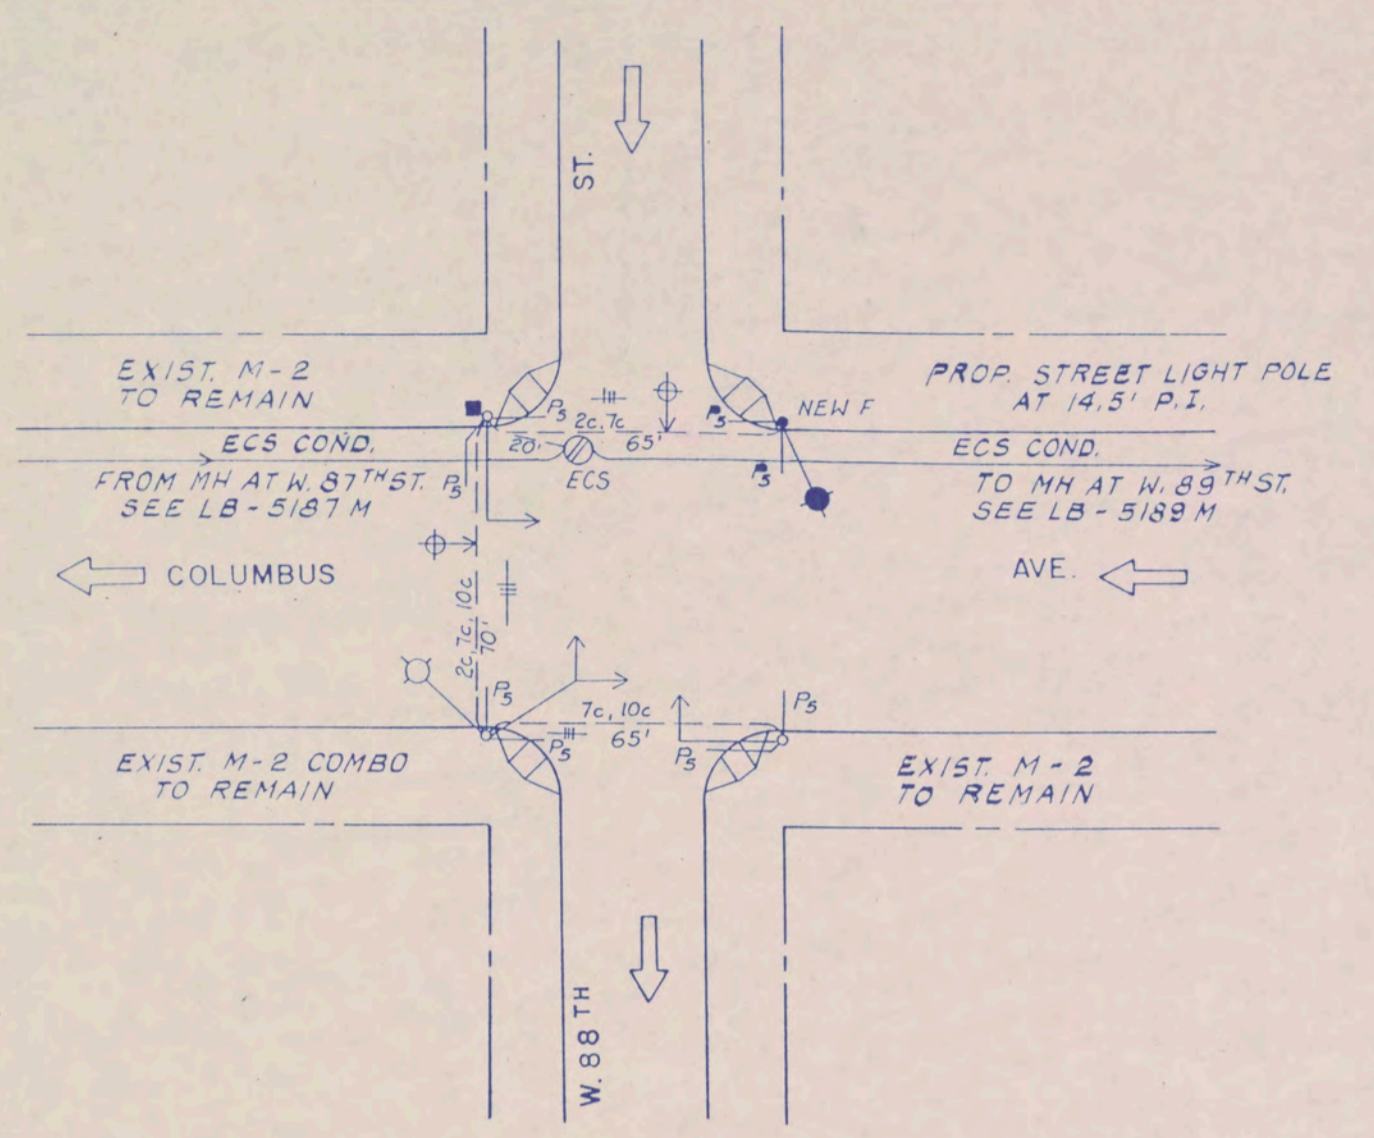 ST.
EXIST. M-2
TO REMAIN
PROP. STREET LIGHT POLE
AT 14.5' P.I.
P5
2c, 7c
P5
NEW F
ECS COND.
20'
65'
ECS COND.
P5
ECS
P5
FROM MH AT W. 87TH ST.
SEE LB-5187 M
TO MH AT W. 89TH ST.
SEE LB-5189 M
COLUMBUS
AVE.
2c, 7c, 10c
70'
P5
7c, 10c
P5
P5
65'
P5
EXIST. M-2 COMBO
TO REMAIN
EXIST. M-2
TO REMAIN
W. 88TH